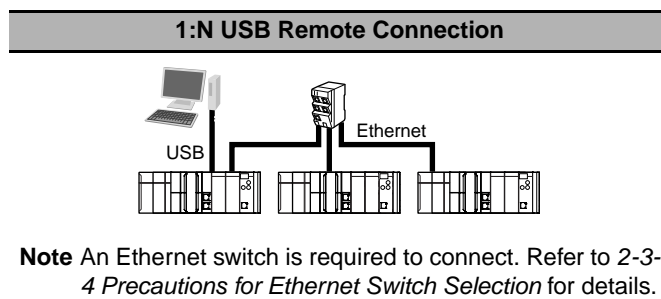 1:N USB Remote Connection
Ethernet
USB
Note An Ethernet switch is required to connect. Refer to 2-3-
4 Precautions for Ethernet Switch Selection for details.